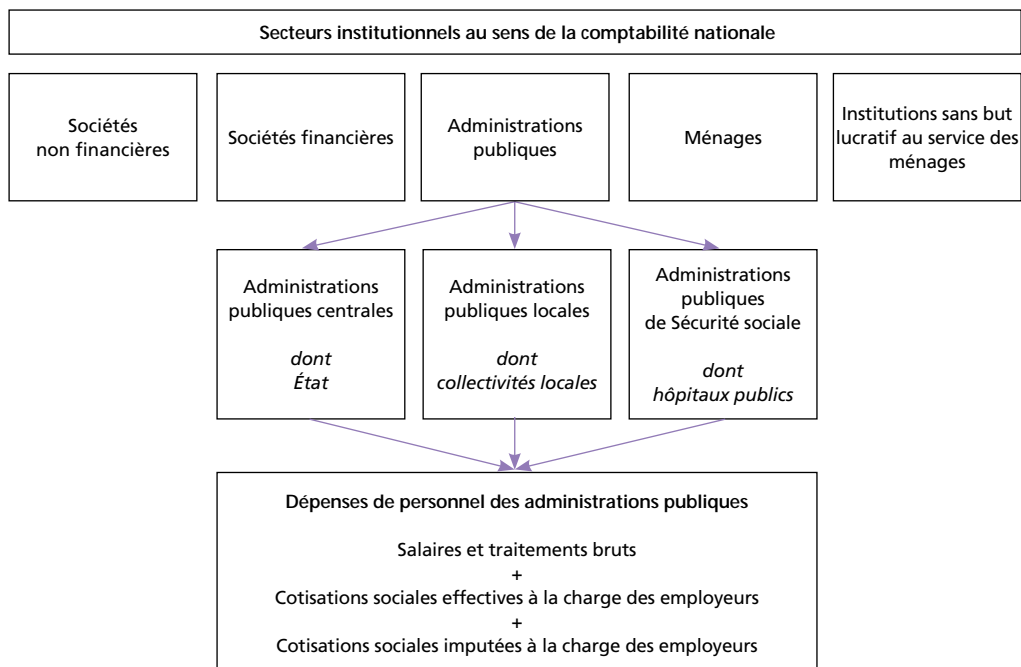 Secteurs institutionnels au sens de la comptabilité nationale
Sociétés
non financières
Sociétés financières
Administrations
publiques
Ménages
Institutions sans but
lucratif au service des
ménages
Administrations
publiques centrales
dont
État
Administrations
publiques locales
dont
collectivités locales
Administrations
publiques
de Sécurité sociale
dont
hôpitaux publics
Dépenses de personnel des administrations publiques
Salaires et traitements bruts
+
Cotisations sociales effectives à la charge des employeurs
+
Cotisations sociales imputées à la charge des employeurs